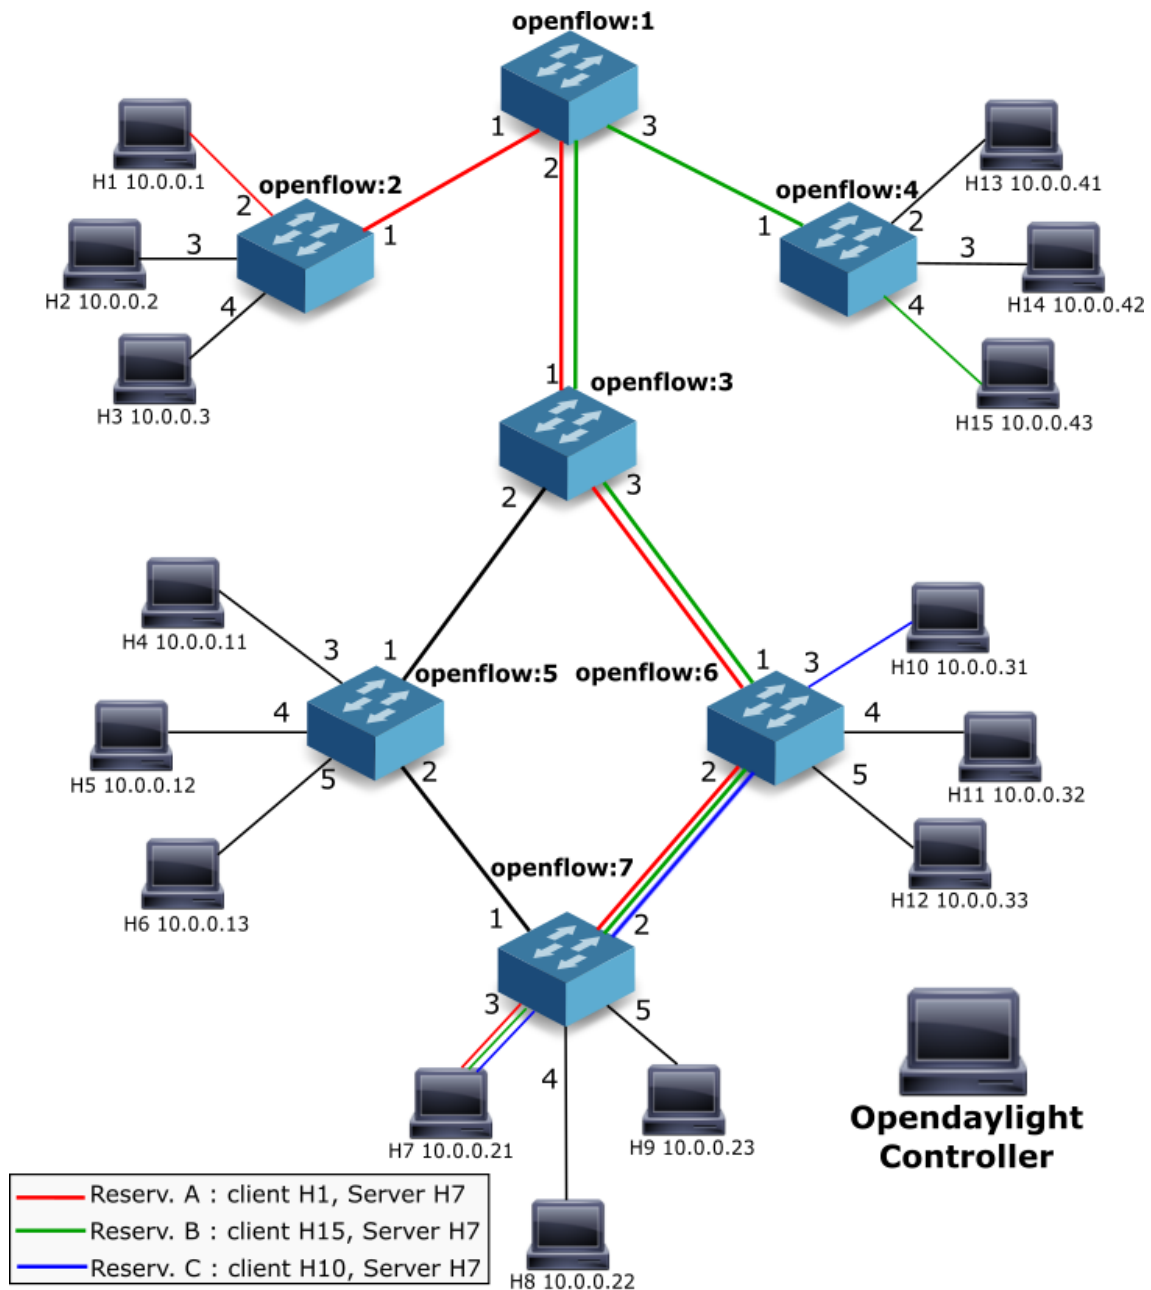 openflow:1
1
2
3
H1 10.0.0.1
openflow:2
2
1
3
H2 10.0.0.2
4
H3 10.0.0.3
openflow:4
1
2
H13 10.0.0.41
3
H14 10.0.0.42
4
H15 10.0.0.43
1
openflow:3
2
3
H4 10.0.0.11
3
1
openflow:5
4
H5 10.0.0.12
5
2
H6 10.0.0.13
openflow:6
1
3
H10 10.0.0.31
4
H11 10.0.0.32
2
5
H12 10.0.0.33
openflow:7
1
2
3
5
4
H7 10.0.0.21
H9 10.0.0.23
H8 10.0.0.22
Opendaylight
Controller
Reserv. A : client H1, Server H7
Reserv. B : client H15, Server H7
Reserv. C : client H10, Server H7